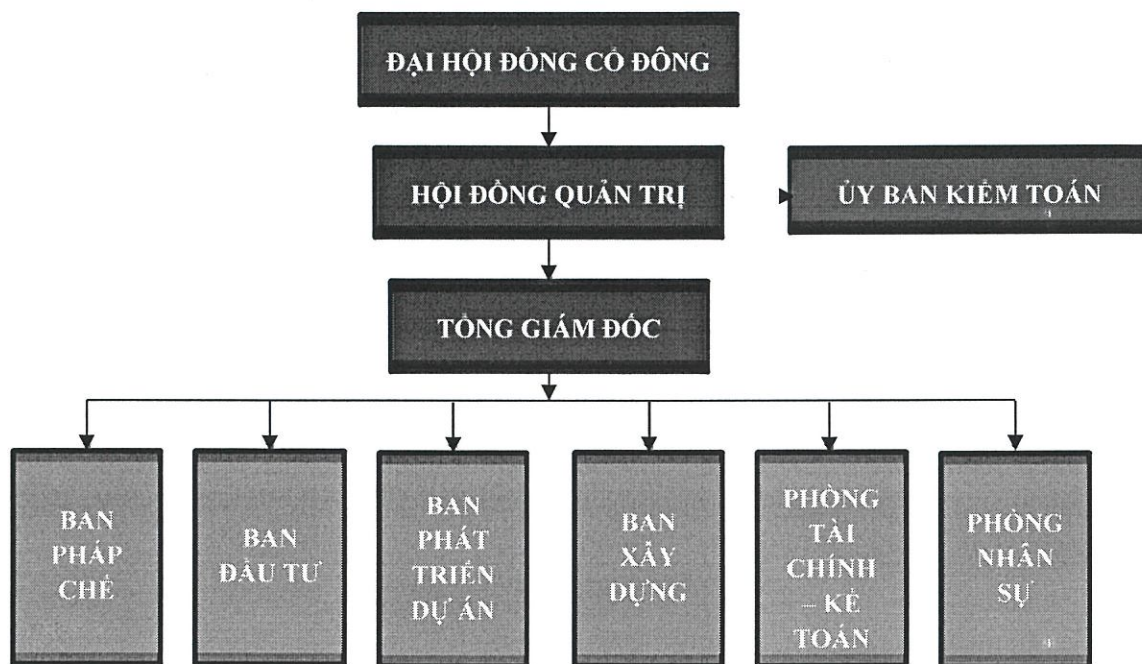 ĐẠI HỘI ĐỒNG CỔ ĐÔNG
HỘI ĐỒNG QUẢN TRỊ
ỦY BAN KIỂM TOÁN
TỔNG GIÁM ĐỐC
BAN
PHÁP
CHẾ
BAN
ĐẦU TƯ
BAN
PHÁT
TRIỂN
DỰ ÁN
BAN
XÂY
DỰNG
PHÒNG
TÀI
CHÍNH
– KẾ
TOÁN
PHÒNG
NHÂN
SỰ